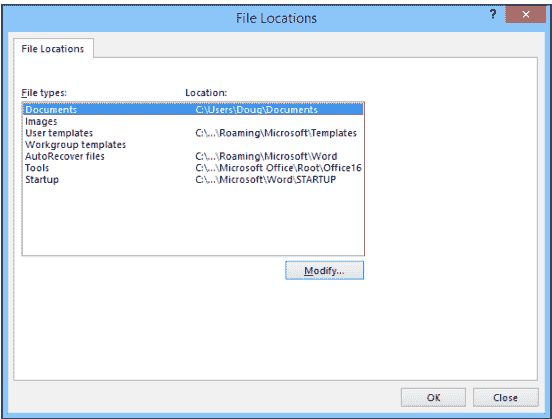 File Locations
? ×
File Locations
File types: Location:
Documents C:\Users\Doug\Documents
Images
User templates C:\...\Roaming\Microsoft\Templates
Workgroup templates
AutoRecover files C:\...\Roaming\Microsoft\Word
Tools C:\...\Microsoft Office\Root\Office16
Startup C:\...\Microsoft\Word\STARTUP
Modify...
OK Close